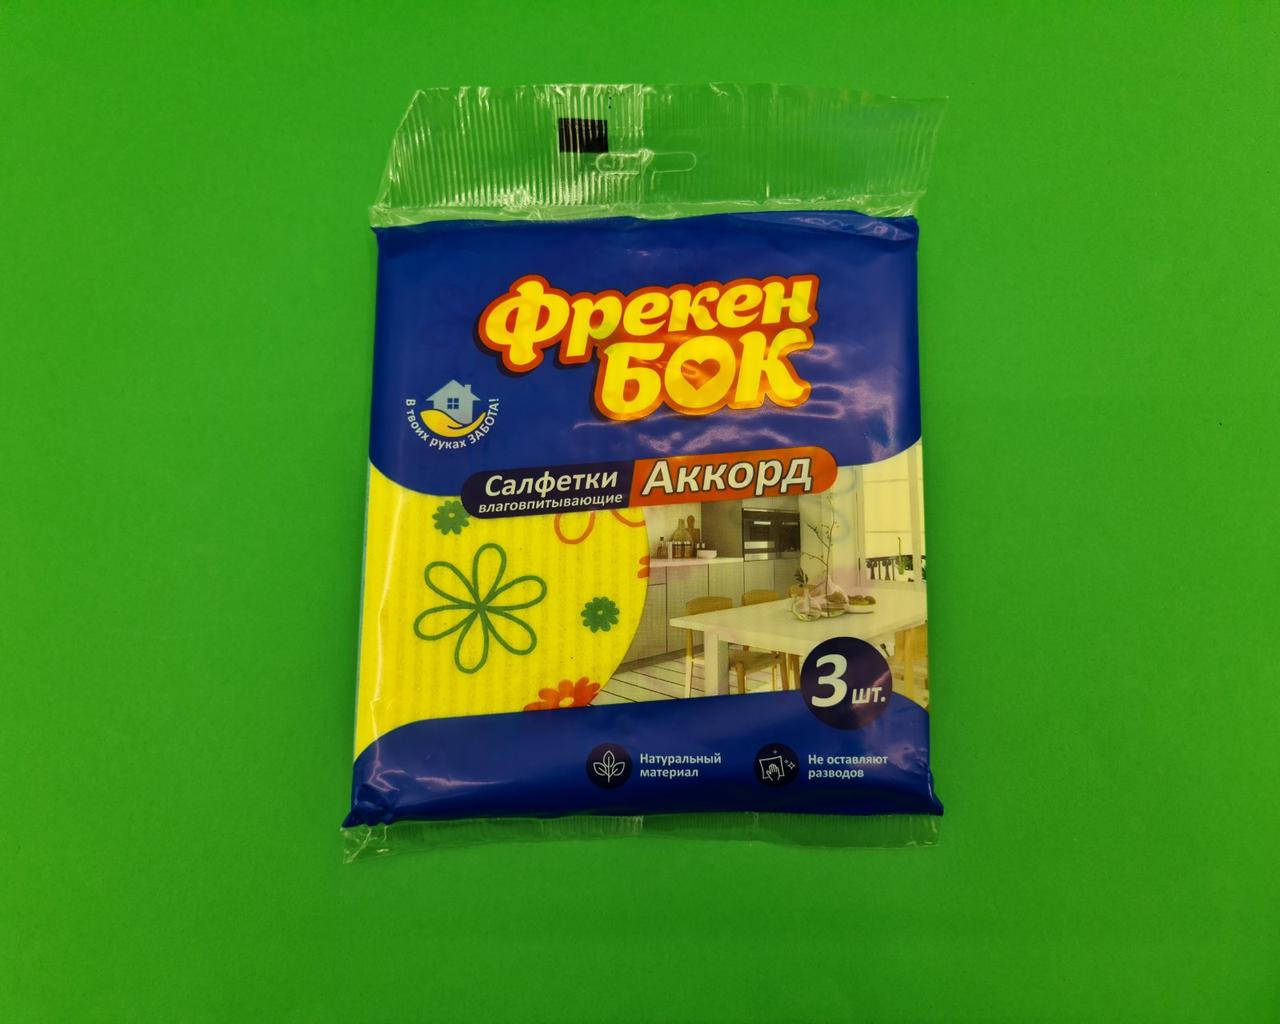 Фрекен
БОК
В твоих руках ЗАБОТА!
Салфетки
влаговпитывающие
Аккорд
3 шт.
Натуральный
материал
Не оставляют
разводов